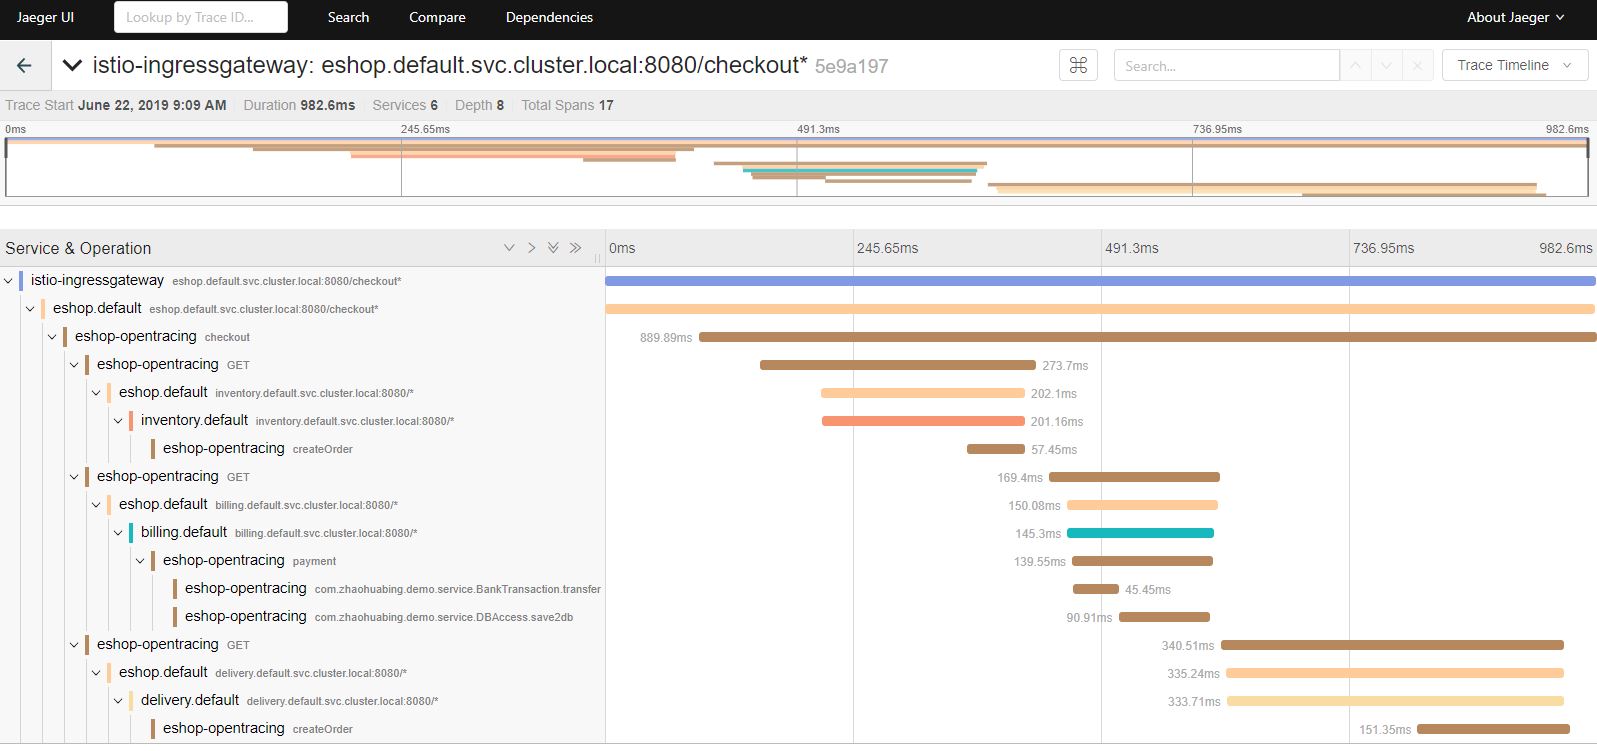 Jaeger UI Lookup by Trace ID... Search Compare Dependencies About Jaeger
istio-ingressgateway: eshop.default.svc.cluster.local:8080/checkout* 5e9a197 Search... Trace Timeline
Trace Start June 22, 2019 9:09 AM Duration 982.6ms Services 6 Depth 8 Total Spans 17
0ms 245.65ms 491.3ms 736.95ms 982.6ms
Service & Operation 0ms 245.65ms 491.3ms 736.95ms 982.6ms
istio-ingressgateway eshop.default.svc.cluster.local:8080/checkout*
eshop.default eshop.default.svc.cluster.local:8080/checkout*
eshop-opentracing checkout 889.89ms
eshop-opentracing GET 273.7ms
eshop.default inventory.default.svc.cluster.local:8080/* 202.1ms
inventory.default inventory.default.svc.cluster.local:8080/* 201.16ms
eshop-opentracing createOrder 57.45ms
eshop-opentracing GET 169.4ms
eshop.default billing.default.svc.cluster.local:8080/* 150.08ms
billing.default billing.default.svc.cluster.local:8080/* 145.3ms
eshop-opentracing payment 139.55ms
eshop-opentracing com.zhaohuabing.demo.service.BankTransaction.transfer 45.45ms
eshop-opentracing com.zhaohuabing.demo.service.DBAccess.save2db 90.91ms
eshop-opentracing GET 340.51ms
eshop.default delivery.default.svc.cluster.local:8080/* 335.24ms
delivery.default delivery.default.svc.cluster.local:8080/* 333.71ms
eshop-opentracing createOrder 151.35ms